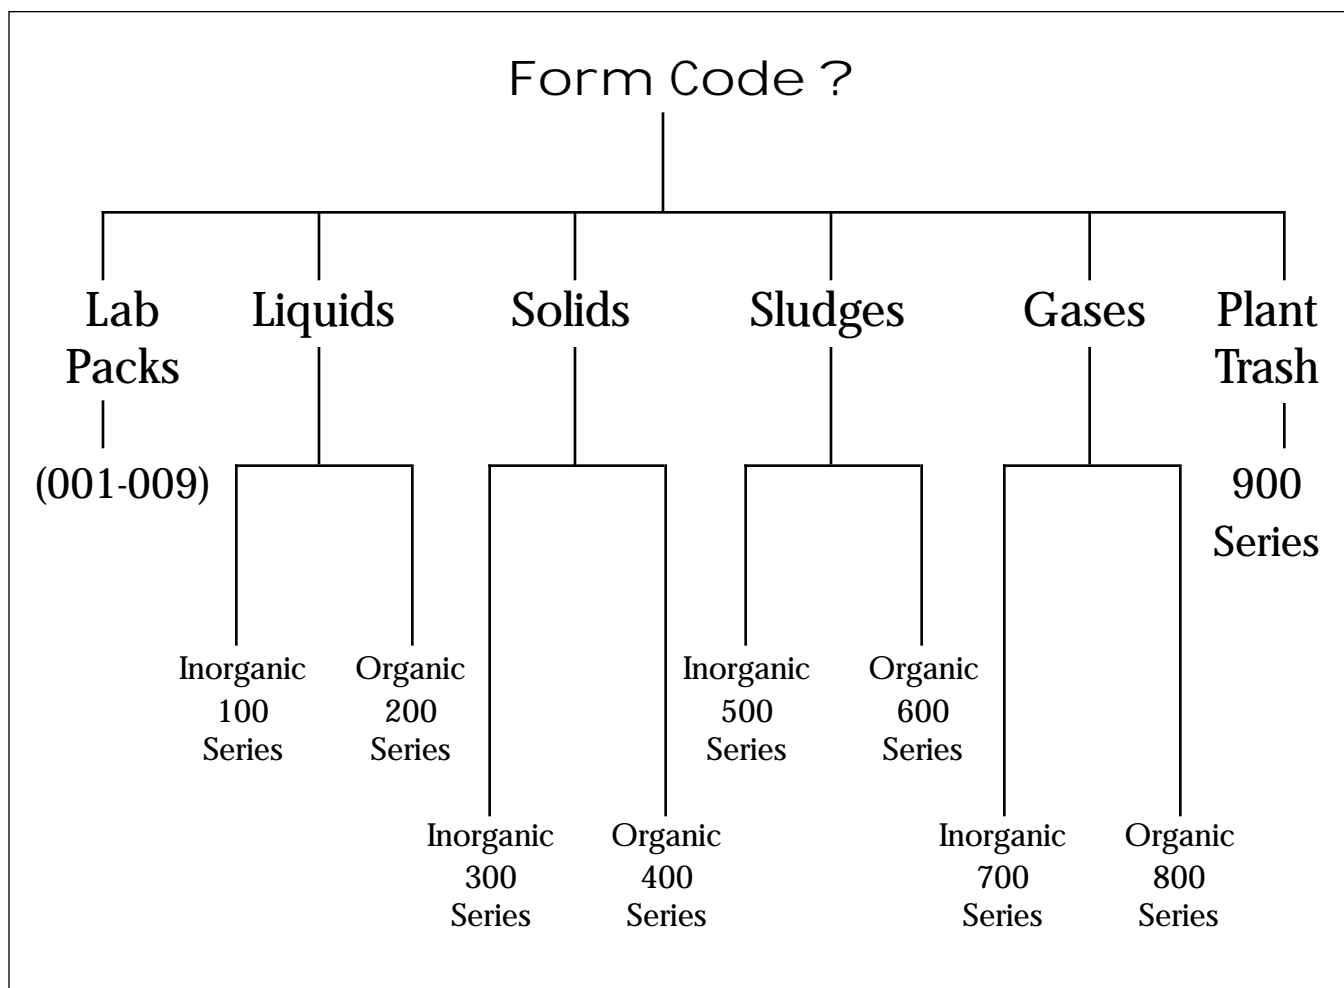 Form Code ?
Lab
Packs
(001-009)
Liquids
Inorganic
100
Series
Organic
200
Series
Solids
Inorganic
300
Series
Organic
400
Series
Sludges
Inorganic
500
Series
Organic
600
Series
Gases
Inorganic
700
Series
Organic
800
Series
Plant
Trash
900
Series